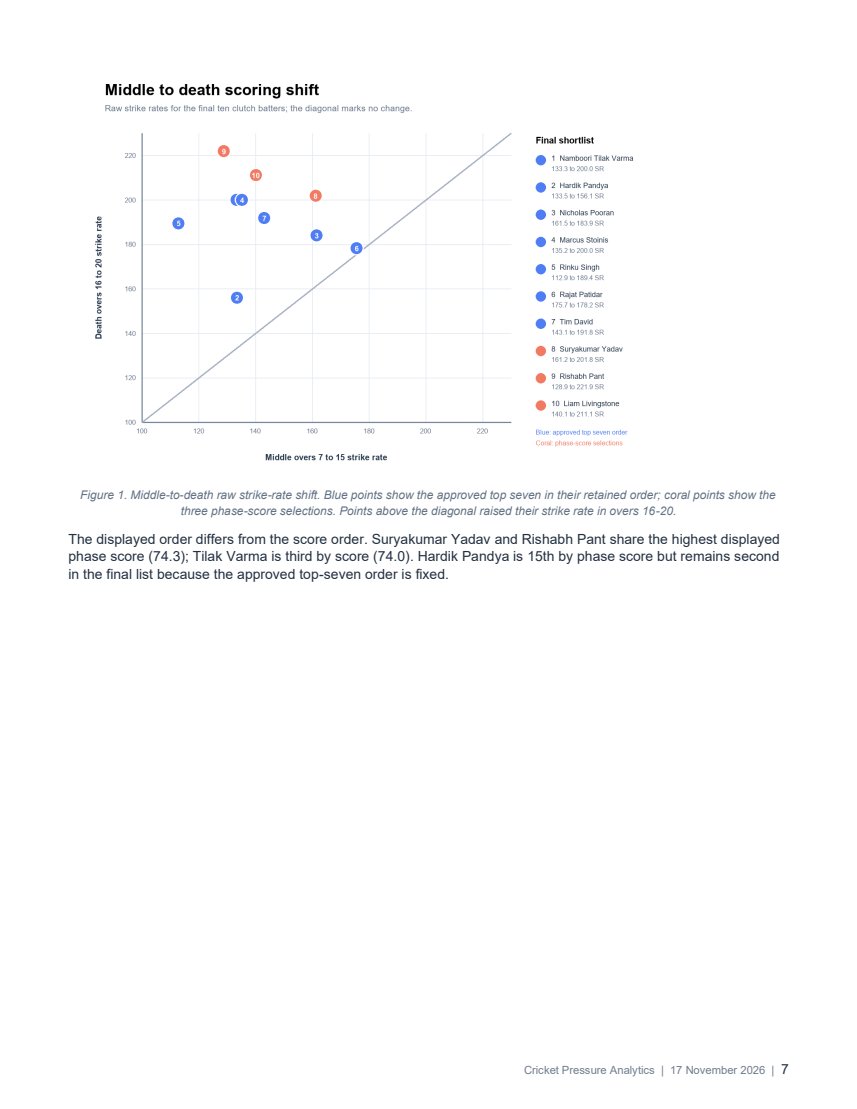 Middle to death scoring shift
Raw strike rates for the final ten clutch batters; the diagonal marks no change.
220
200
180
160
140
120
100
100
120
140
160
180
200
220
Death overs 16 to 20 strike rate
Middle overs 7 to 15 strike rate
9
10
8
4
5
7
3
6
2
Final shortlist
1 Namboori Tilak Varma
133.3 to 200.0 SR
2 Hardik Pandya
133.5 to 156.1 SR
3 Nicholas Pooran
161.5 to 183.9 SR
4 Marcus Stoinis
135.2 to 200.0 SR
5 Rinku Singh
112.9 to 189.4 SR
6 Rajat Patidar
175.7 to 178.2 SR
7 Tim David
143.1 to 191.8 SR
8 Suryakumar Yadav
161.2 to 201.8 SR
9 Rishabh Pant
128.9 to 221.9 SR
10 Liam Livingstone
140.1 to 211.1 SR
Blue: approved top seven order
Coral: phase-score selections
Figure 1. Middle-to-death raw strike-rate shift. Blue points show the approved top seven in their retained order; coral points show the
three phase-score selections. Points above the diagonal raised their strike rate in overs 16-20.
The displayed order differs from the score order. Suryakumar Yadav and Rishabh Pant share the highest displayed
phase score (74.3); Tilak Varma is third by score (74.0). Hardik Pandya is 15th by phase score but remains second
in the final list because the approved top-seven order is fixed.
Cricket Pressure Analytics | 17 November 2026 | 7